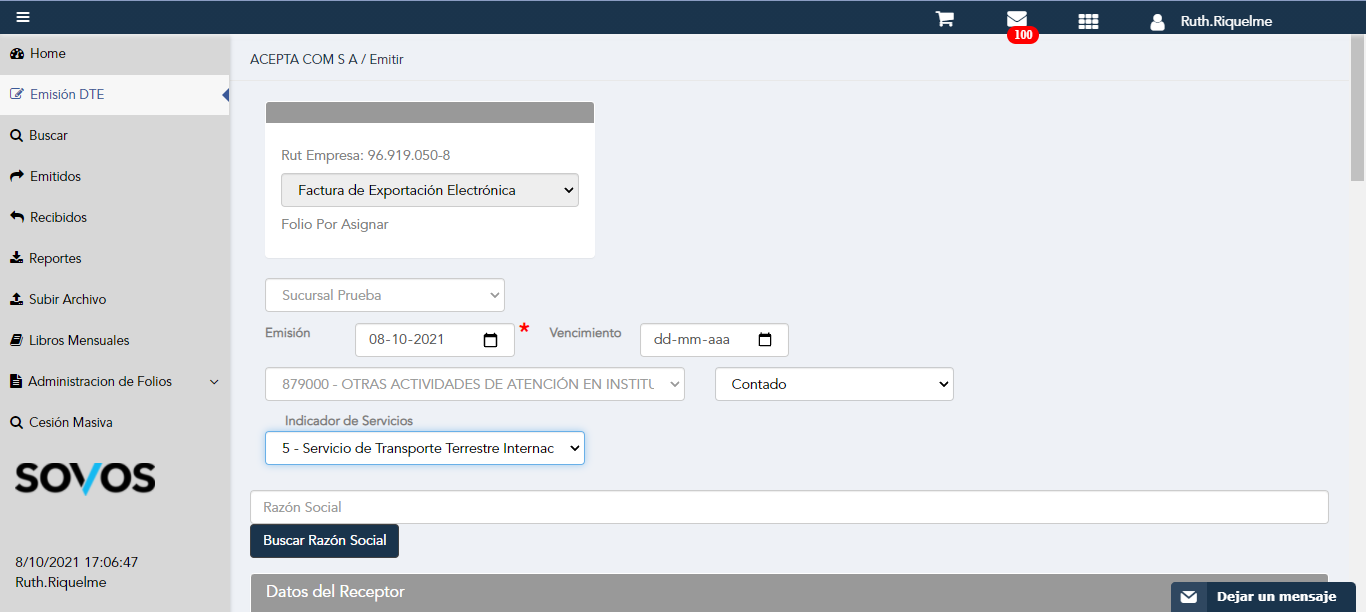 Ruth.Riquelme
100
Home
Emisión DTE
Buscar
Emitidos
Recibidos
Reportes
Subir Archivo
Libros Mensuales
Administracion de Folios
Cesión Masiva
SOVOS
8/10/2021 17:06:47
Ruth.Riquelme
ACEPTA COM S A / Emitir
Rut Empresa: 96.919.050-8
Factura de Exportación Electrónica
Folio Por Asignar
Sucursal Prueba
Emisión 08-10-2021 * Vencimiento dd-mm-aaa
879000 - OTRAS ACTIVIDADES DE ATENCIÓN EN INSTITU Contado
Indicador de Servicios
5 - Servicio de Transporte Terrestre Internac
Razón Social
Buscar Razón Social
Datos del Receptor
Dejar un mensaje